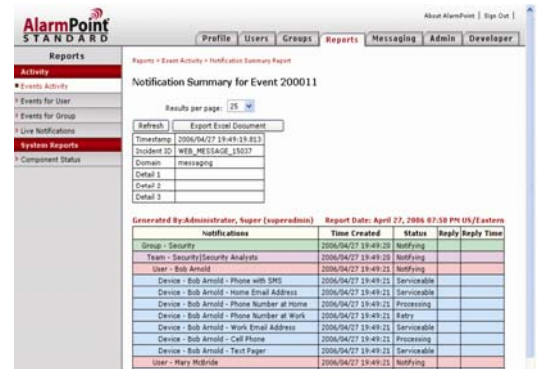 About AlarmPoint | Sign Out |
AlarmPoint
STANDARD
Profile Users Groups Reports Messaging Admin Developer
Reports
Activity
Events Activity
Events for User
Events for Group
Live Notifications
System Reports
Component Status
Reports > Event Activity > Notification Summary Report
Notification Summary for Event 200011
Results per page: 25
Refresh Export Excel Document
Timestamp 2006/04/27 19:49:19.813
Incident ID WEB_MESSAGE_15037
Domain messaging
Detail 1
Detail 2
Detail 3
Generated By:Administrator, Super (superadmin) Report Date: April 27, 2006 07:50 PM US/Eastern
Notifications Time Created Status Reply Reply Time
Group - Security 2006/04/27 19:49:20 Notifying
Team - Security|Security Analysts 2006/04/27 19:49:20 Notifying
User - Bob Arnold 2006/04/27 19:49:21 Notifying
Device - Bob Arnold - Phone with SMS 2006/04/27 19:49:21 Serviceable
Device - Bob Arnold - Home Email Address 2006/04/27 19:49:21 Serviceable
Device - Bob Arnold - Phone Number at Home 2006/04/27 19:49:21 Processing
Device - Bob Arnold - Phone Number at Work 2006/04/27 19:49:21 Retry
Device - Bob Arnold - Work Email Address 2006/04/27 19:49:21 Serviceable
Device - Bob Arnold - Cell Phone 2006/04/27 19:49:21 Processing
Device - Bob Arnold - Text Pager 2006/04/27 19:49:21 Serviceable
User - Mary McBride 2006/04/27 19:49:21 Notifying